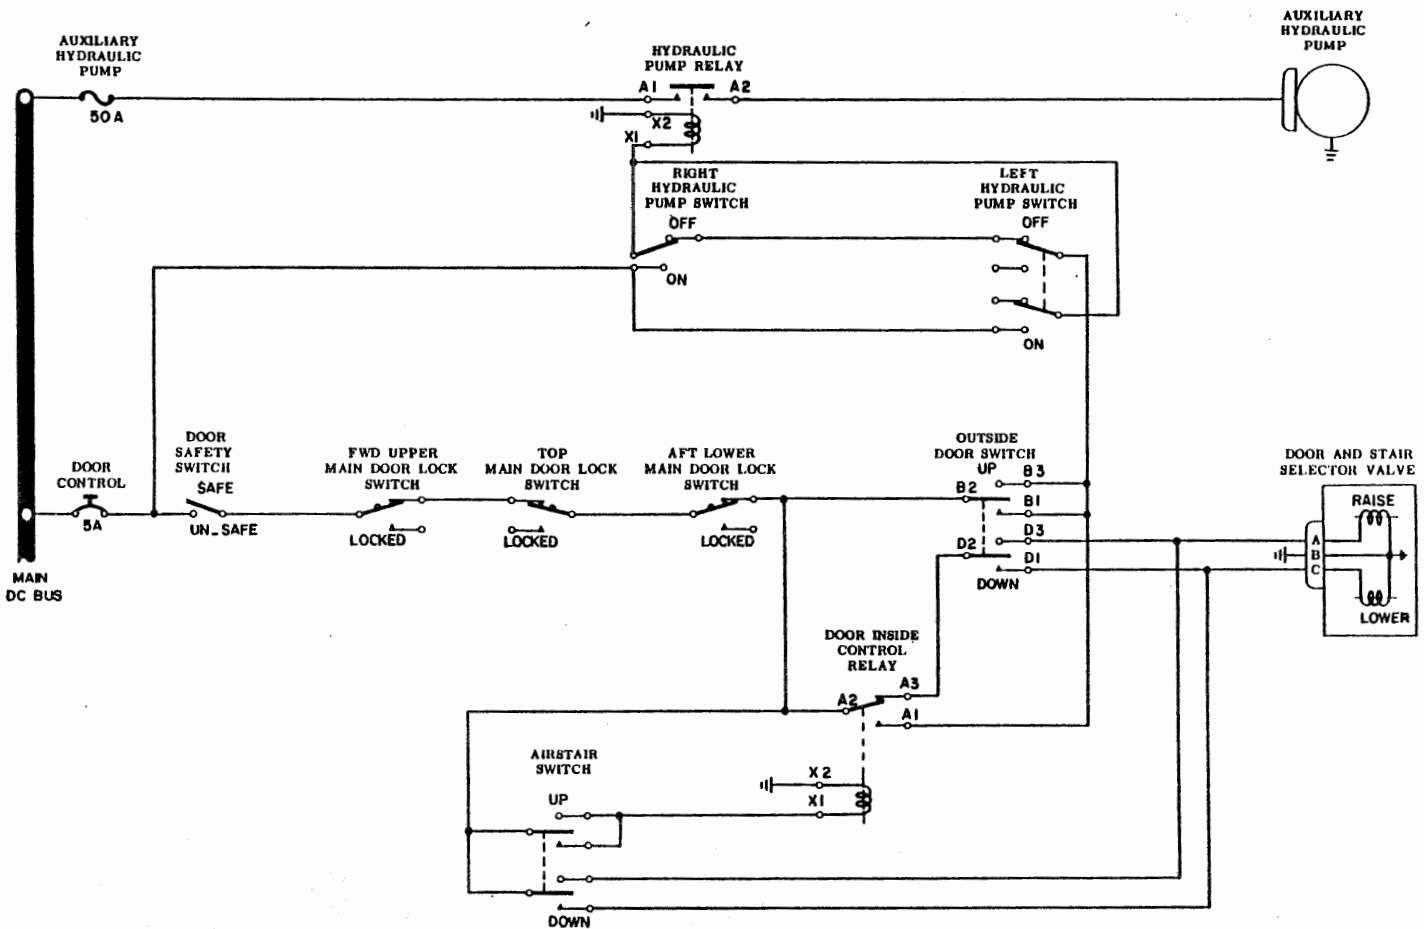 AUXILIARY
HYDRAULIC
PUMP
50A
HYDRAULIC
PUMP RELAY
A1
A2
X2
X1
AUXILIARY
HYDRAULIC
PUMP
RIGHT
HYDRAULIC
PUMP SWITCH
OFF
ON
LEFT
HYDRAULIC
PUMP SWITCH
OFF
ON
DOOR
CONTROL
5A
DOOR
SAFETY
SWITCH
SAFE
UN-SAFE
FWD UPPER
MAIN DOOR LOCK
SWITCH
LOCKED
TOP
MAIN DOOR LOCK
SWITCH
LOCKED
AFT LOWER
MAIN DOOR LOCK
SWITCH
LOCKED
OUTSIDE
DOOR SWITCH
UP
B3
B2
B1
D3
D2
D1
DOWN
DOOR AND STAIR
SELECTOR VALVE
RAISE
A
B
C
LOWER
MAIN
DC BUS
DOOR INSIDE
CONTROL
RELAY
A3
A2
A1
X2
X1
AIRSTAIR
SWITCH
UP
DOWN